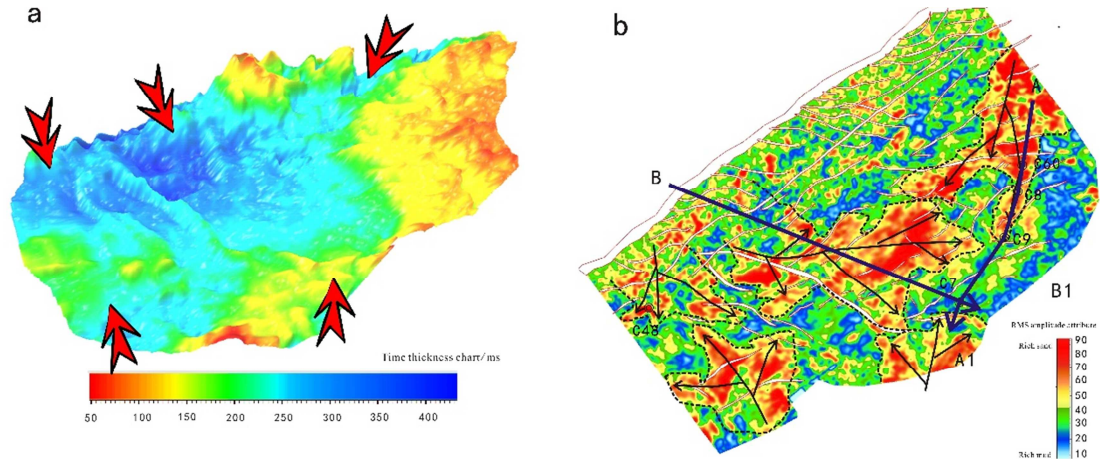 a
Time thickness chart/ms
50 100 150 200 250 300 350 400
b
A
B
C60
C8
C9
C7
C48
B1
A1
RMS amplitude attribute
Rich sand
90
80
70
60
50
40
30
20
Rich mud 10